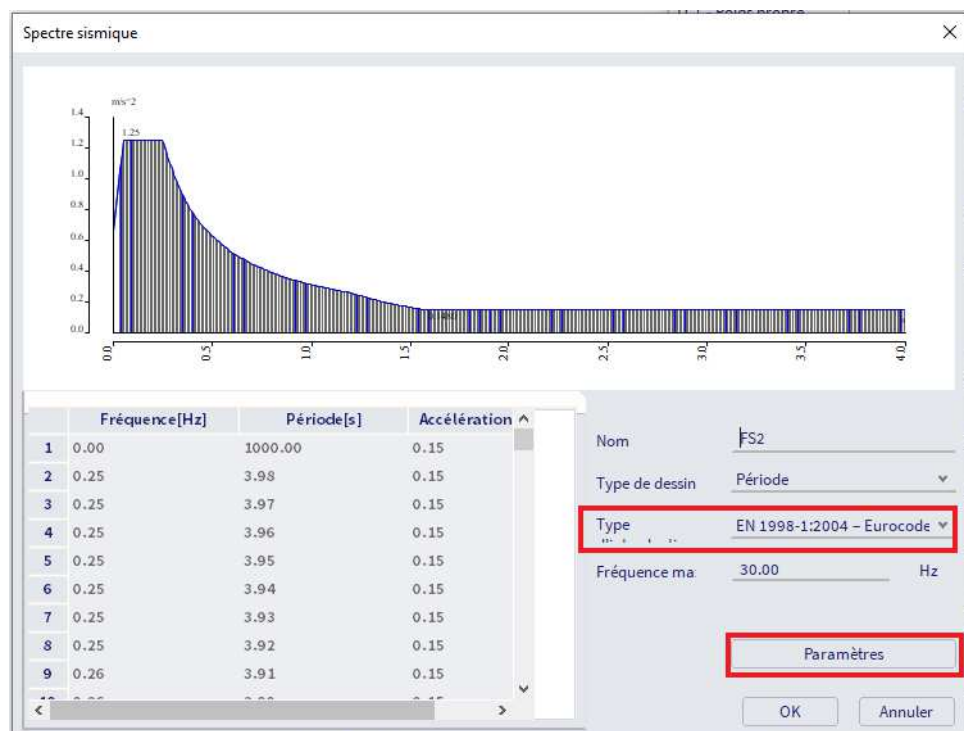 Spectre sismique
m/s^2
1.4
1.25
1.2
1.0
0.8
0.6
0.4
0.2
0.0
0.0 0.5 1.0 1.5 2.0 2.5 3.0 3.5 4.0
Fréquence[Hz] Période[s] Accélération
1 0.00 1000.00 0.15
2 0.25 3.98 0.15
3 0.25 3.97 0.15
4 0.25 3.96 0.15
5 0.25 3.95 0.15
6 0.25 3.94 0.15
7 0.25 3.93 0.15
8 0.25 3.92 0.15
9 0.26 3.91 0.15
Nom FS2
Type de dessin Période
Type EN 1998-1:2004 – Eurocode
Fréquence ma 30.00 Hz
Paramètres
OK Annuler